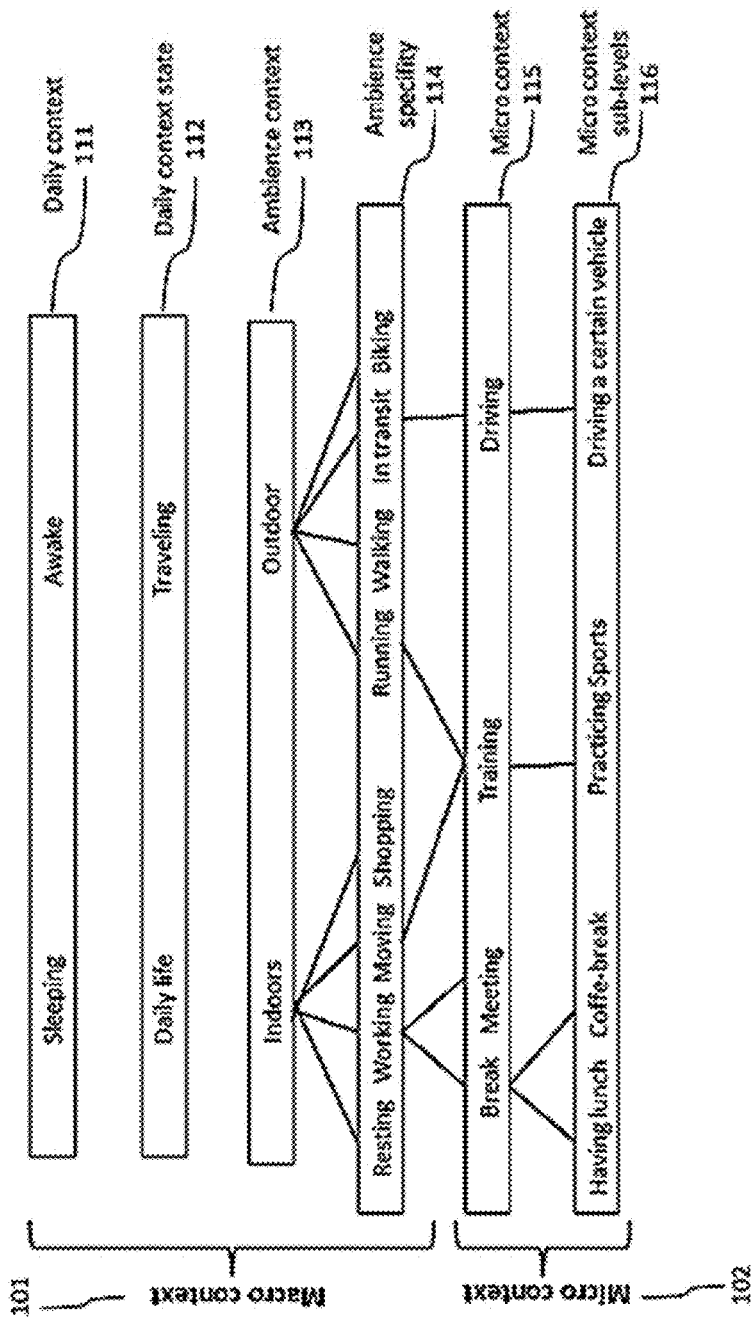 101
Macro context
Sleeping Awake
Daily context
111
Daily life Traveling
Daily context state
112
Indoors Outdoor
Ambience context
113
Resting Working Moving Shopping Running Walking In transit Biking
Ambience
specifity
114
Micro context
102
Break Meeting Training Driving
Micro context
115
Having lunch Coffe-break Practicing Sports Driving a certain vehicle
Micro context
sub-levels
116